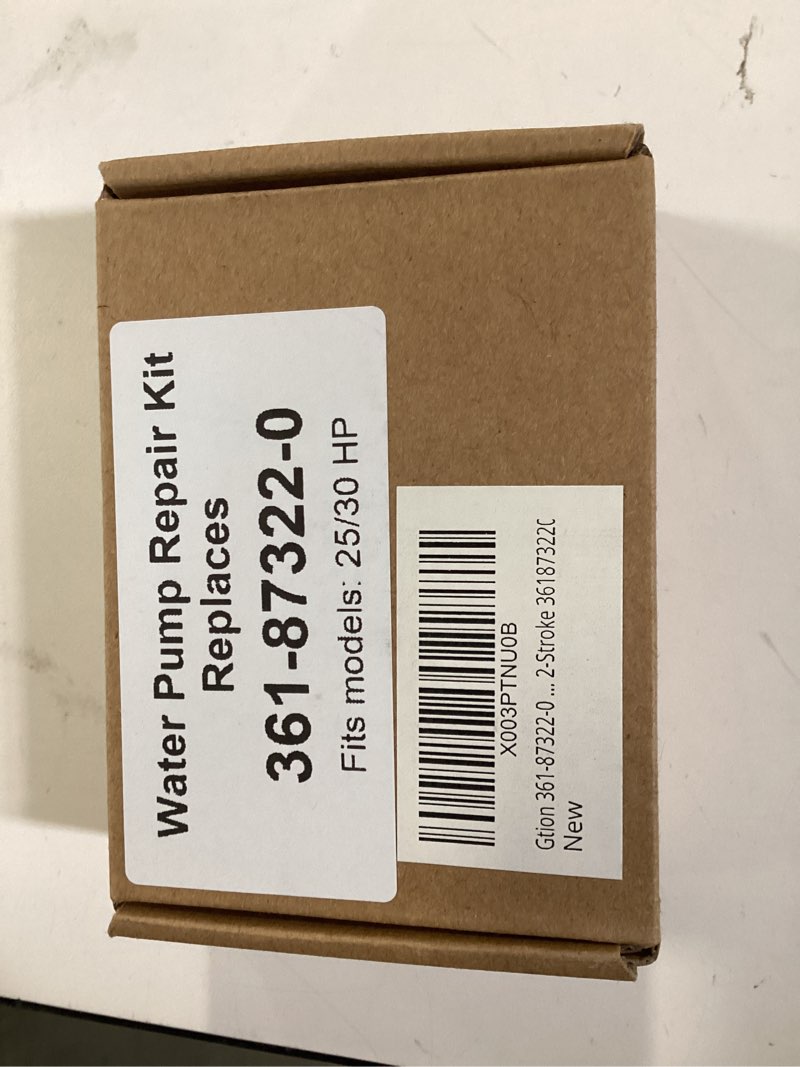 Water Pump Repair Kit
Replaces
361-87322-0
Fits models: 25/30 HP
X003PTNU0B
Gtion 361-87322-0 ... 2-Stroke 36187322
New